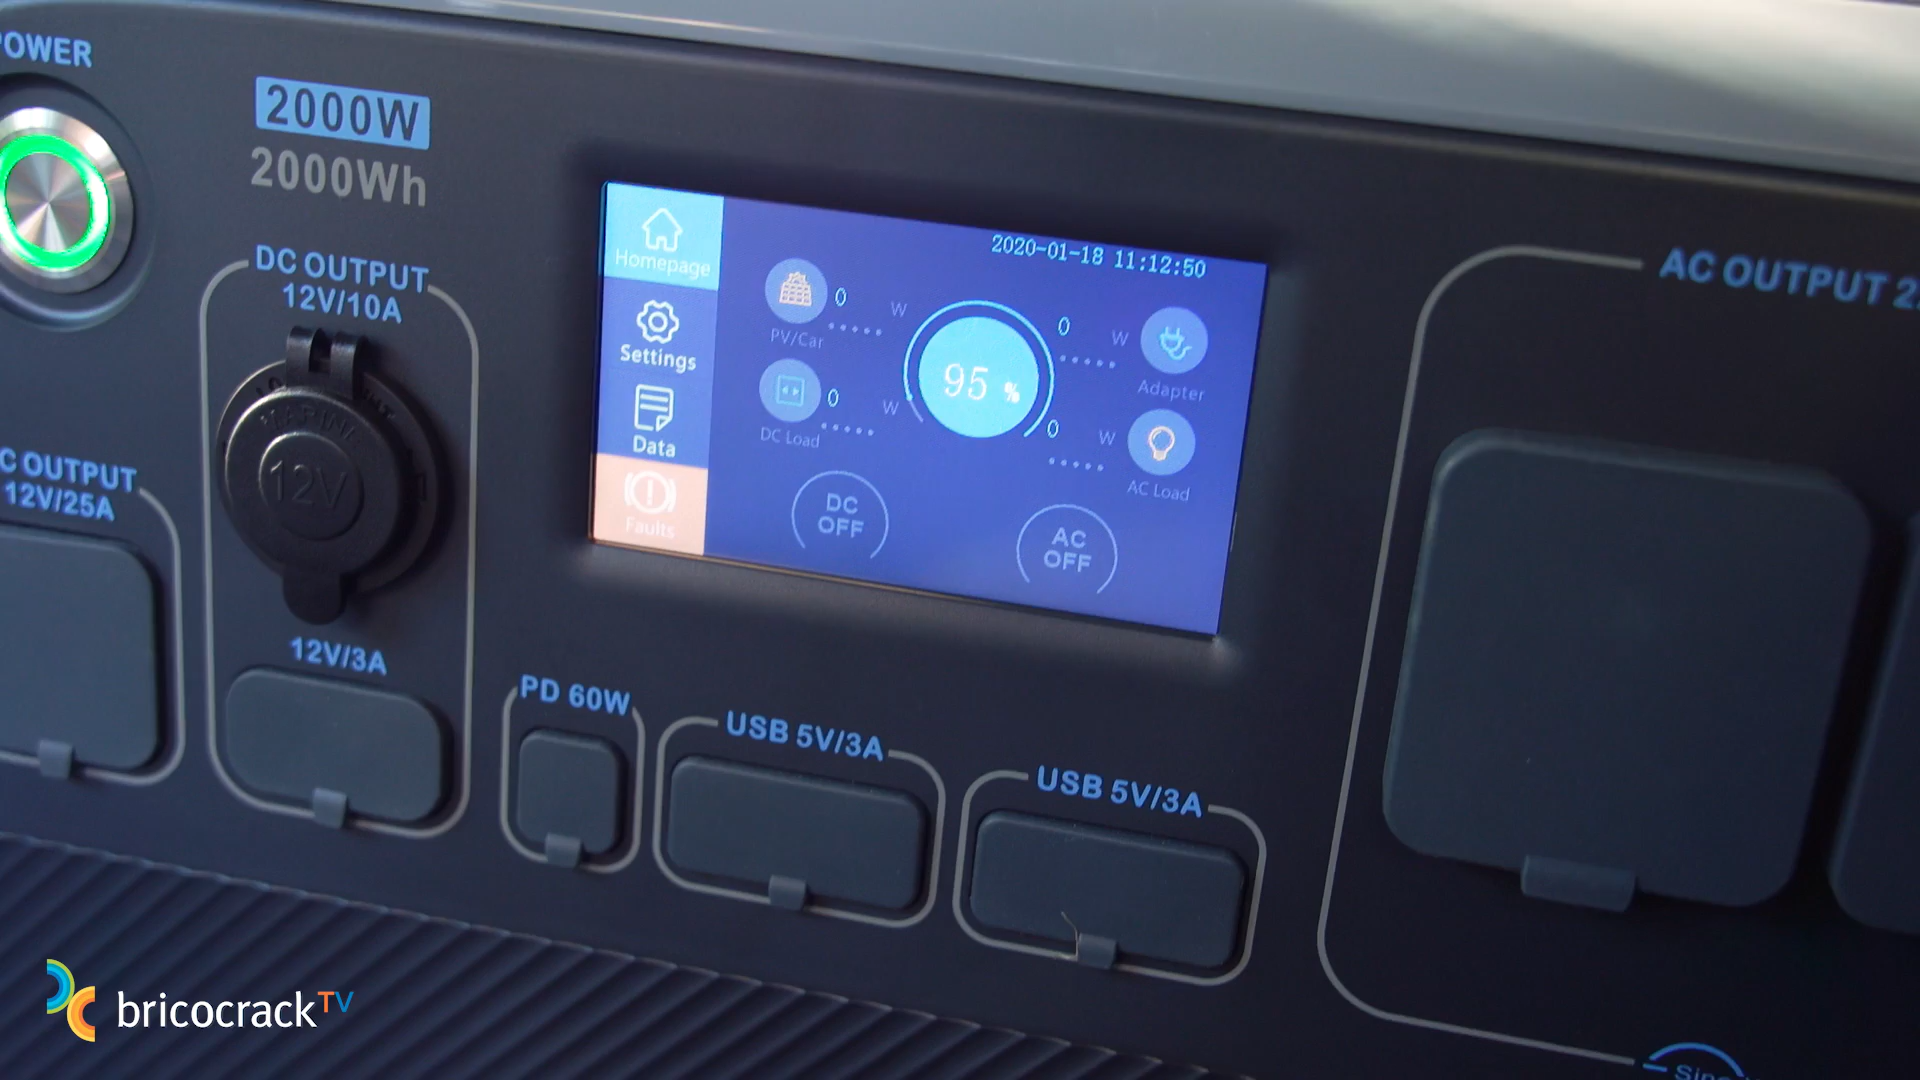 POWER
2000W
2000Wh
DC OUTPUT
12V/10A
MARINE
12V
12V/3A
C OUTPUT
12V/25A
Homepage
Settings
Data
Faults
2020-01-18 11:12:50
0 W
PV/Car
0 W
DC Load
95 %
0 W
Adapter
0 W
AC Load
DC
OFF
AC
OFF
PD 60W
USB 5V/3A
USB 5V/3A
AC OUTPUT
bricocrackTV